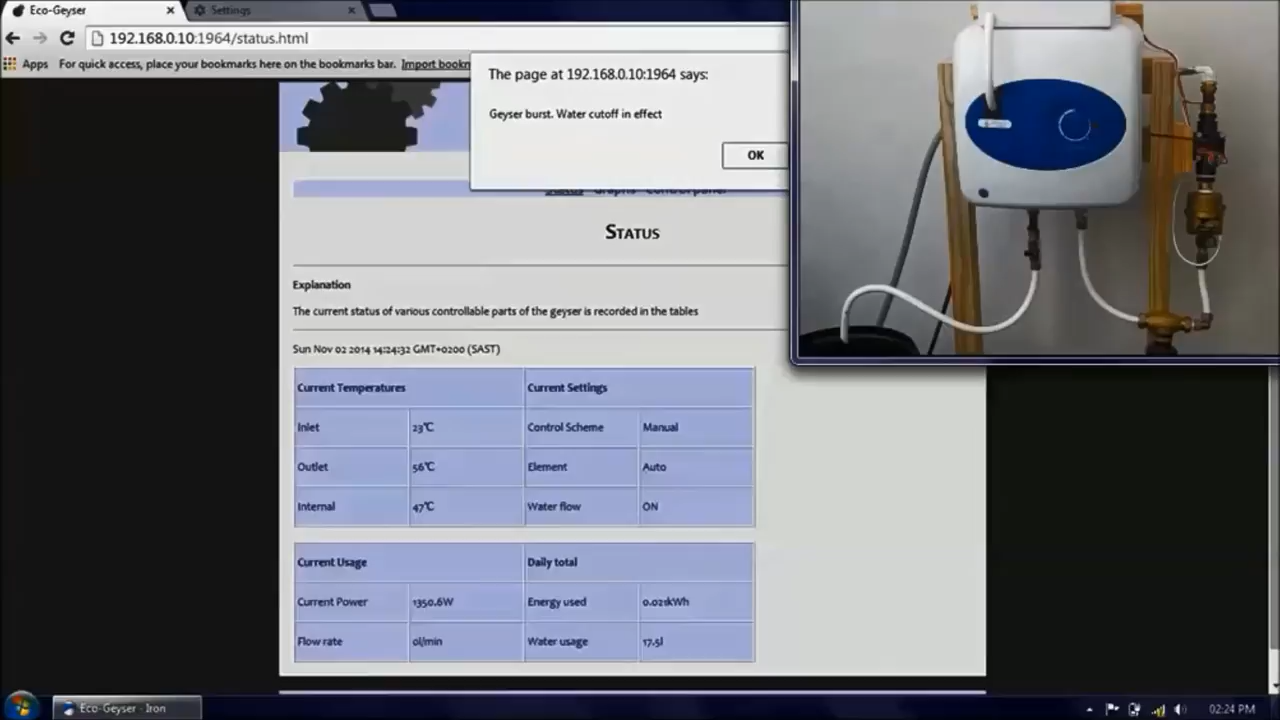 Eco-Geyser
Settings
192.168.0.10:1964/status.html
Apps For quick access, place your bookmarks here on the bookmarks bar. Import bookm
The page at 192.168.0.10:1964 says:
Geyser burst. Water cutoff in effect
OK
Status Graphs Control panel
Status
Explanation
The current status of various controllable parts of the geyser is recorded in the tables
Sun Nov 02 2014 14:24:32 GMT+0200 (SAST)
Current Temperatures Current Settings
Inlet 23℃ Control Scheme Manual
Outlet 56℃ Element Auto
Internal 47℃ Water flow ON
Current Usage Daily total
Current Power 1350.6W Energy used 0.021kWh
Flow rate 0l/min Water usage 17.5l
Eco-Geyser - Iron
02:24 PM